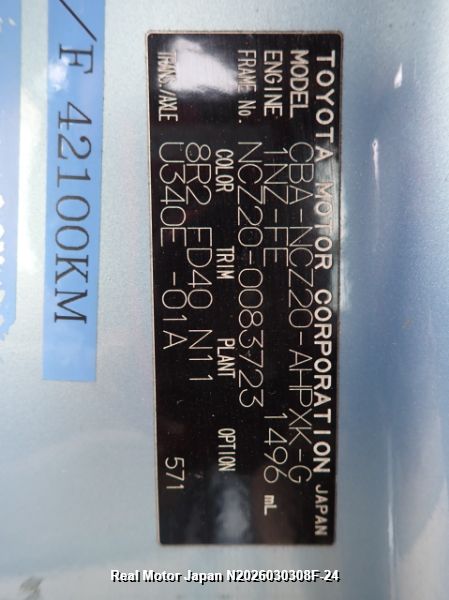 /F 42100KM
TOYOTA MOTOR CORPORATION JAPAN
MODEL CBA-NCZ20-AHPXK-G
ENGINE 1NZ-FE 1496 mL
FRAME No. NCZ20-0083723
COLOR TRIM PLANT OPTION
8R2 FD40 N11
TRANS./AXLE U340E -01A 571
Real Motor Japan N2026030308F-24